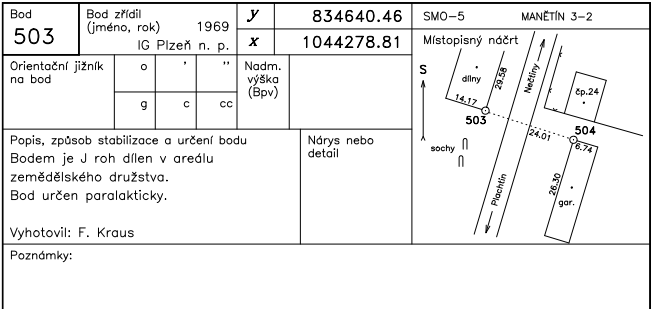 Bod
503
Bod zřídil
(jméno, rok) 1969
IG Plzeň n. p.
y 834640.46
x 1044278.81
SMO-5 MANĚTÍN 3-2
Orientační jižník
na bod
o ' "
g c cc
Nadm.
výška
(Bpv)
Místopisný náčrt
S
dílny
29.58
14.17
503
Nečtiny
čp.24
504
24.01
6.74
sochy
26.30
gar.
Plachtín
Popis, způsob stabilizace a určení bodu
Bodem je J roh dílen v areálu
zemědělského družstva.
Bod určen paralakticky.
Vyhotovil: F. Kraus
Nárys nebo
detail
Poznámky: